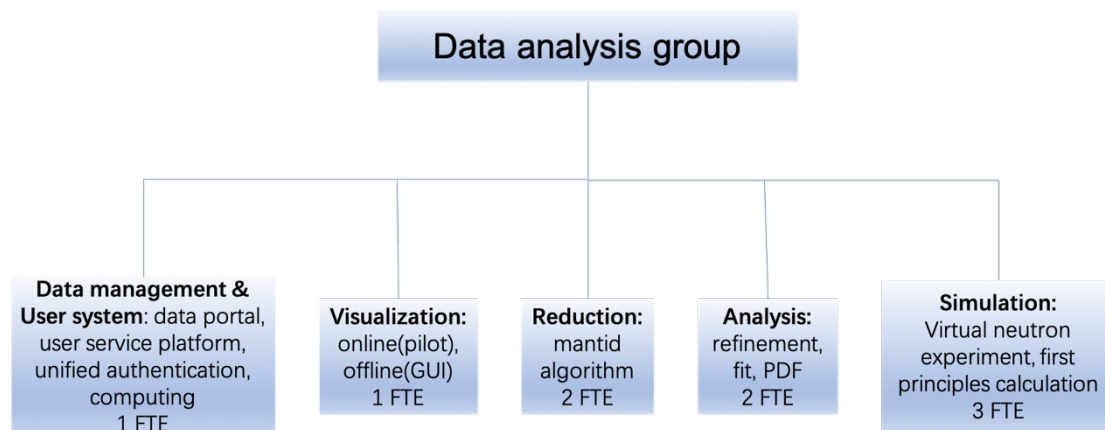 Data analysis group
Data management &
User system: data portal,
user service platform,
unified authentication,
computing
1 FTE
Visualization:
online(pilot),
offline(GUI)
1 FTE
Reduction:
mantid
algorithm
2 FTE
Analysis:
refinement,
fit, PDF
2 FTE
Simulation:
Virtual neutron
experiment, first
principles calculation
3 FTE